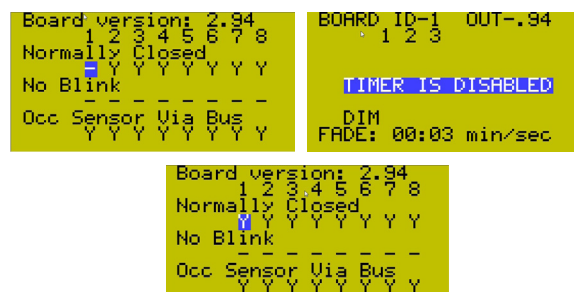 Board version: 2.94
1 2 3 4 5 6 7 8
Normally Closed
- Y Y Y Y Y Y Y
No Blink
- - - - - - - -
Occ Sensor Via Bus
Y Y Y Y Y Y Y Y
BOARD ID-1 OUT-.94
1 2 3
TIMER IS DISABLED
DIM
FADE: 00:03 min/sec
Board version: 2.94
1 2 3 4 5 6 7 8
Normally Closed
Y Y Y Y Y Y Y Y
No Blink
- - - - - - - -
Occ Sensor Via Bus
Y Y Y Y Y Y Y Y